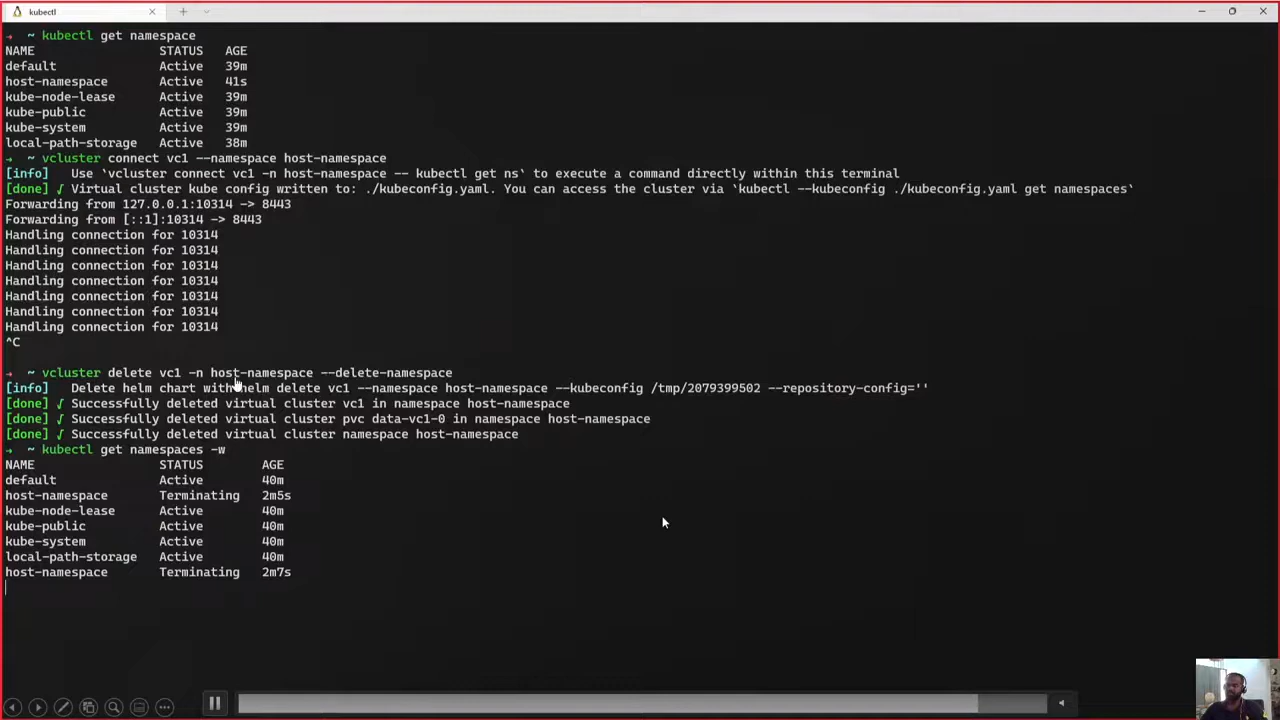 kubectl
→ ~ kubectl get namespace
NAME STATUS AGE
default Active 39m
host-namespace Active 41s
kube-node-lease Active 39m
kube-public Active 39m
kube-system Active 39m
local-path-storage Active 38m
→ ~ vcluster connect vc1 --namespace host-namespace
[info] Use `vcluster connect vc1 -n host-namespace -- kubectl get ns` to execute a command directly within this terminal
[done] √ Virtual cluster kube config written to: ./kubeconfig.yaml. You can access the cluster via `kubectl --kubeconfig ./kubeconfig.yaml get namespaces`
Forwarding from 127.0.0.1:10314 -> 8443
Forwarding from [::1]:10314 -> 8443
Handling connection for 10314
Handling connection for 10314
Handling connection for 10314
Handling connection for 10314
Handling connection for 10314
Handling connection for 10314
Handling connection for 10314
^C
→ ~ vcluster delete vc1 -n host-namespace --delete-namespace
[info] Delete helm chart with helm delete vc1 --namespace host-namespace --kubeconfig /tmp/2079399502 --repository-config=''
[done] √ Successfully deleted virtual cluster vc1 in namespace host-namespace
[done] √ Successfully deleted virtual cluster pvc data-vc1-0 in namespace host-namespace
[done] √ Successfully deleted virtual cluster namespace host-namespace
→ ~ kubectl get namespaces -w
NAME STATUS AGE
default Active 40m
host-namespace Terminating 2m5s
kube-node-lease Active 40m
kube-public Active 40m
kube-system Active 40m
local-path-storage Active 40m
host-namespace Terminating 2m7s